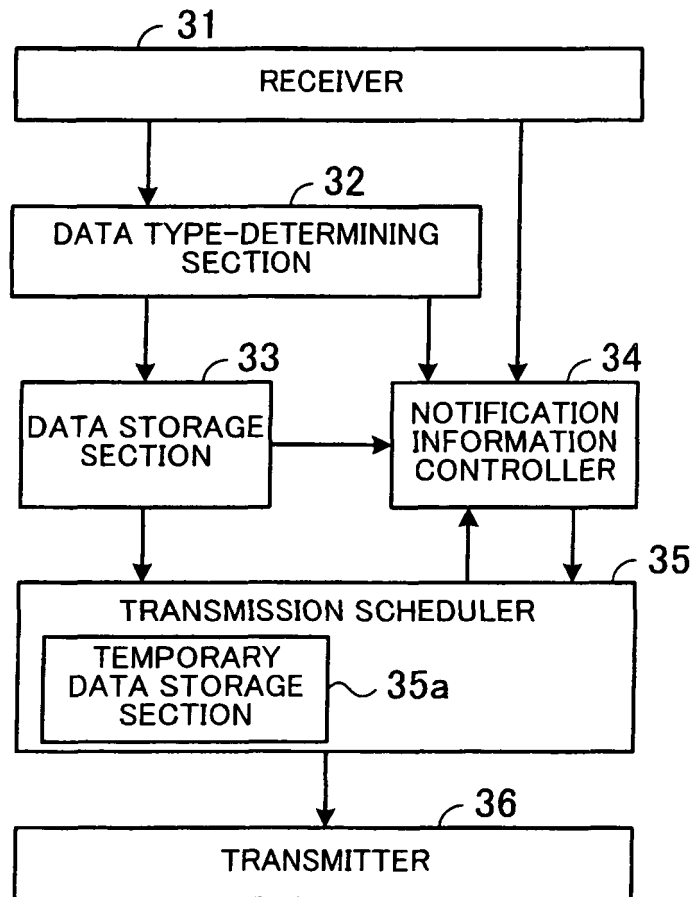 31
RECEIVER
32
DATA TYPE-DETERMINING
SECTION
33
DATA STORAGE
SECTION
34
NOTIFICATION
INFORMATION
CONTROLLER
35
TRANSMISSION SCHEDULER
TEMPORARY
DATA STORAGE
SECTION
35a
36
TRANSMITTER